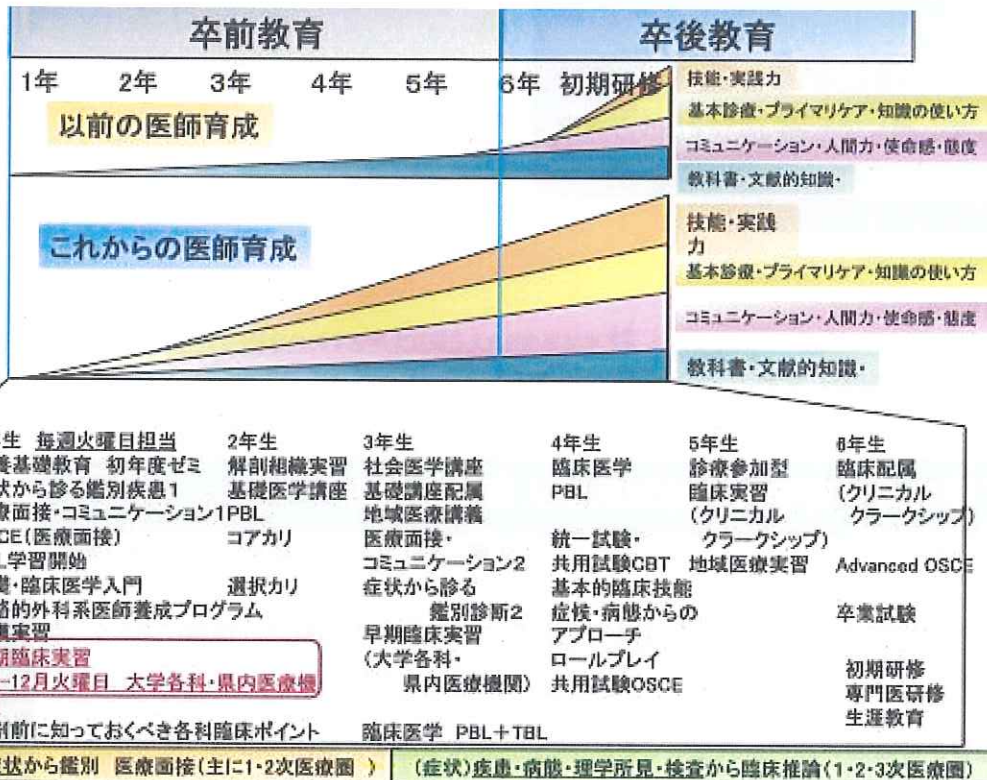 卒前教育 卒後教育
1年 2年 3年 4年 5年 6年 初期研修
以前の医師育成
技能・実践力
基本診療・プライマリケア・知識の使い方
コミュニケーション・人間力・使命感・態度
教科書・文献的知識・
これからの医師育成
技能・実践
力
基本診療・プライマリケア・知識の使い方
コミュニケーション・人間力・使命感・態度
教科書・文献的知識・
生 毎週火曜日担当 2年生 3年生 4年生 5年生 6年生
基礎教育 初年度ゼミ 解剖組織実習 社会医学講座 臨床医学 診療参加型 臨床配属
から診る鑑別疾患1 基礎医学講座 基礎講座配属 PBL 臨床実習 (クリニカル
面接・コミュニケーション1 PBL 地域医療講義 (クリニカル クラークシップ)
CE(医療面接) コアカリ 医療面接・ 統一試験・ クラークシップ)
学習開始 コミュニケーション2 共用試験CBT 地域医療実習 Advanced OSCE
・臨床医学入門 選択カリ 症状から診る 基本的臨床技能
的外科系医師養成プログラム 鑑別診断2 症候・病態からの 卒業試験
実習 早期臨床実習 アプローチ
臨床実習 (大学各科・ ロールプレイ 初期研修
12月火曜日 大学各科・県内医療機 県内医療機関) 共用試験OSCE 専門医研修
生涯教育
前に知っておくべき各科臨床ポイント 臨床医学 PBL+TBL
状から鑑別 医療面接(主に1・2次医療圏 ) (症状)疾患・病態・理学所見・検査から臨床推論(1・2・3次医療圏)